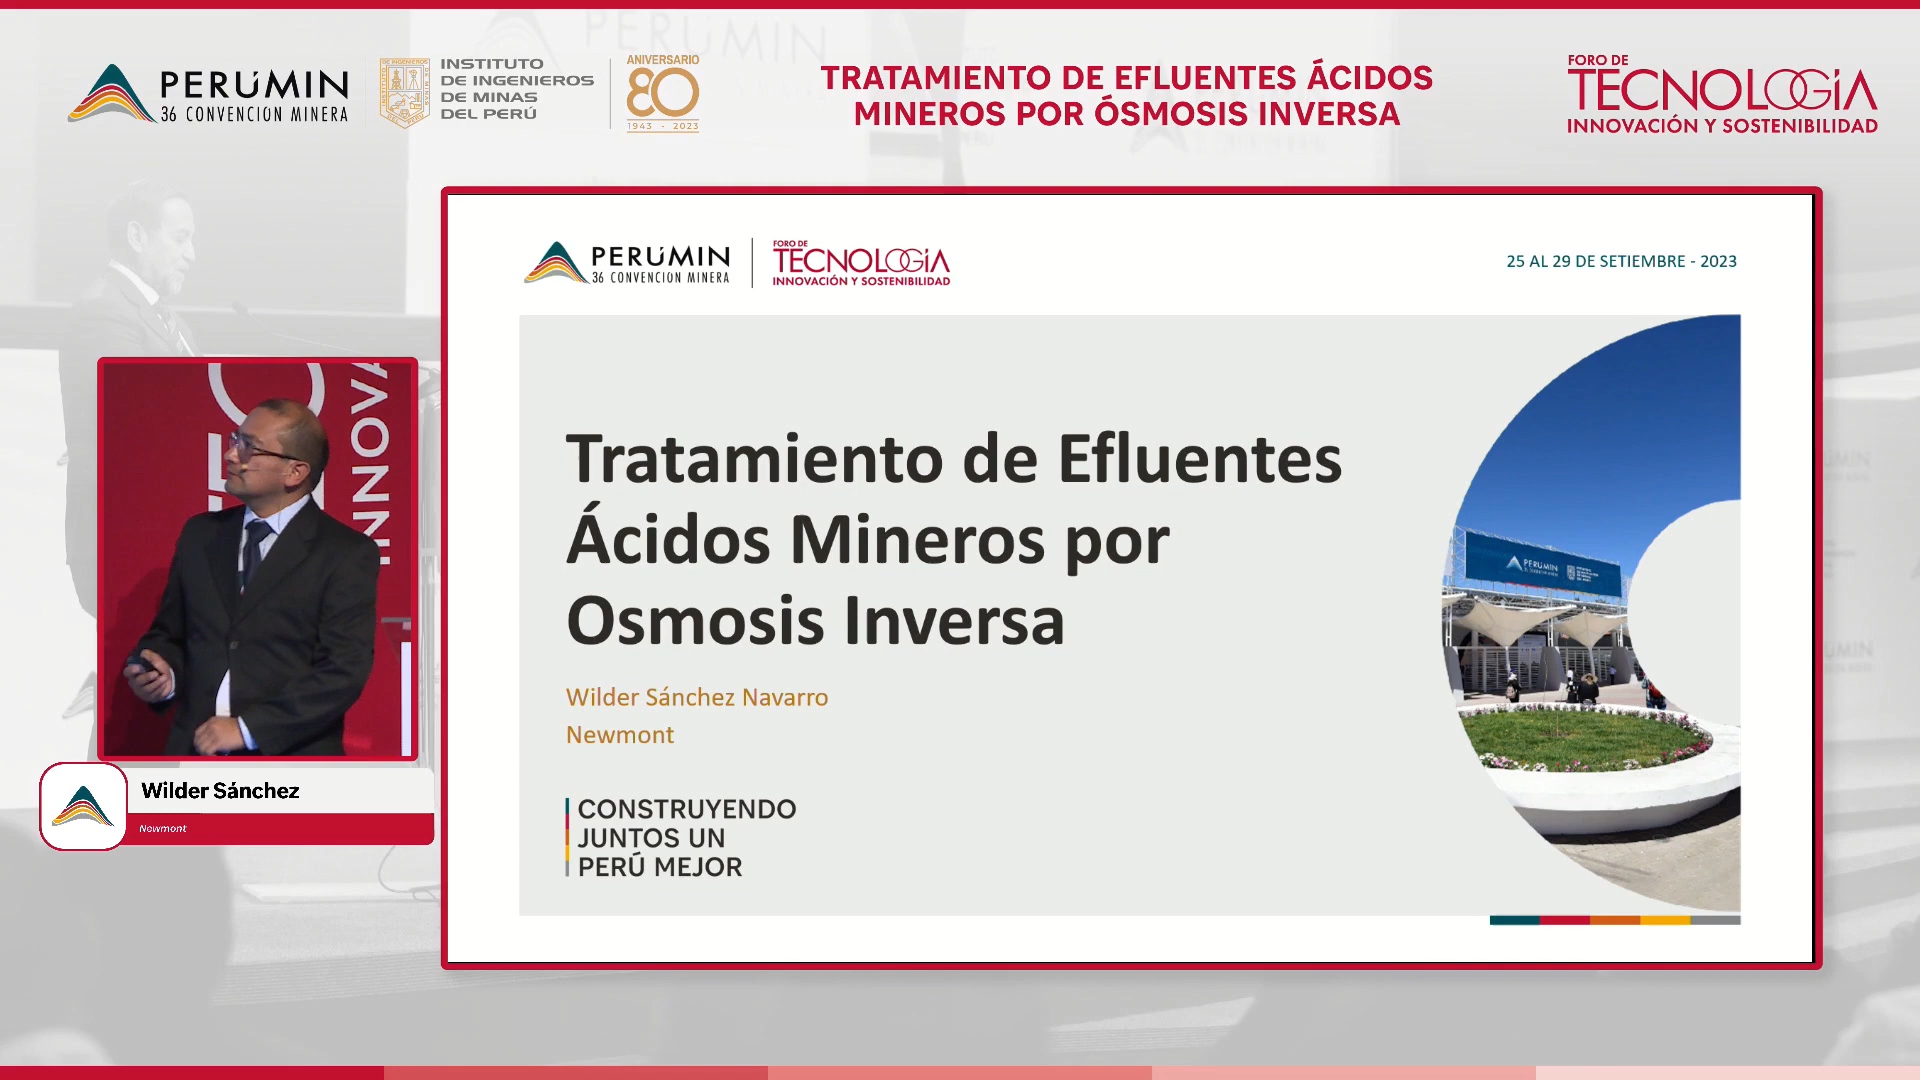 PERÚMIN
36 CONVENCIÓN MINERA
INSTITUTO
DE INGENIEROS
DE MINAS
DEL PERÚ
ANIVERSARIO
80
1943 - 2023
TRATAMIENTO DE EFLUENTES ÁCIDOS
MINEROS POR ÓSMOSIS INVERSA
FORO DE
TECNOLOGÍA
INNOVACIÓN Y SOSTENIBILIDAD
PERÚMIN
36 CONVENCIÓN MINERA
FORO DE
TECNOLOGÍA
INNOVACIÓN Y SOSTENIBILIDAD
25 AL 29 DE SETIEMBRE - 2023
Tratamiento de Efluentes
Ácidos Mineros por
Osmosis Inversa
Wilder Sánchez Navarro
Newmont
CONSTRUYENDO
JUNTOS UN
PERÚ MEJOR
PERÚMIN
INNOVA
Wilder Sánchez
Newmont